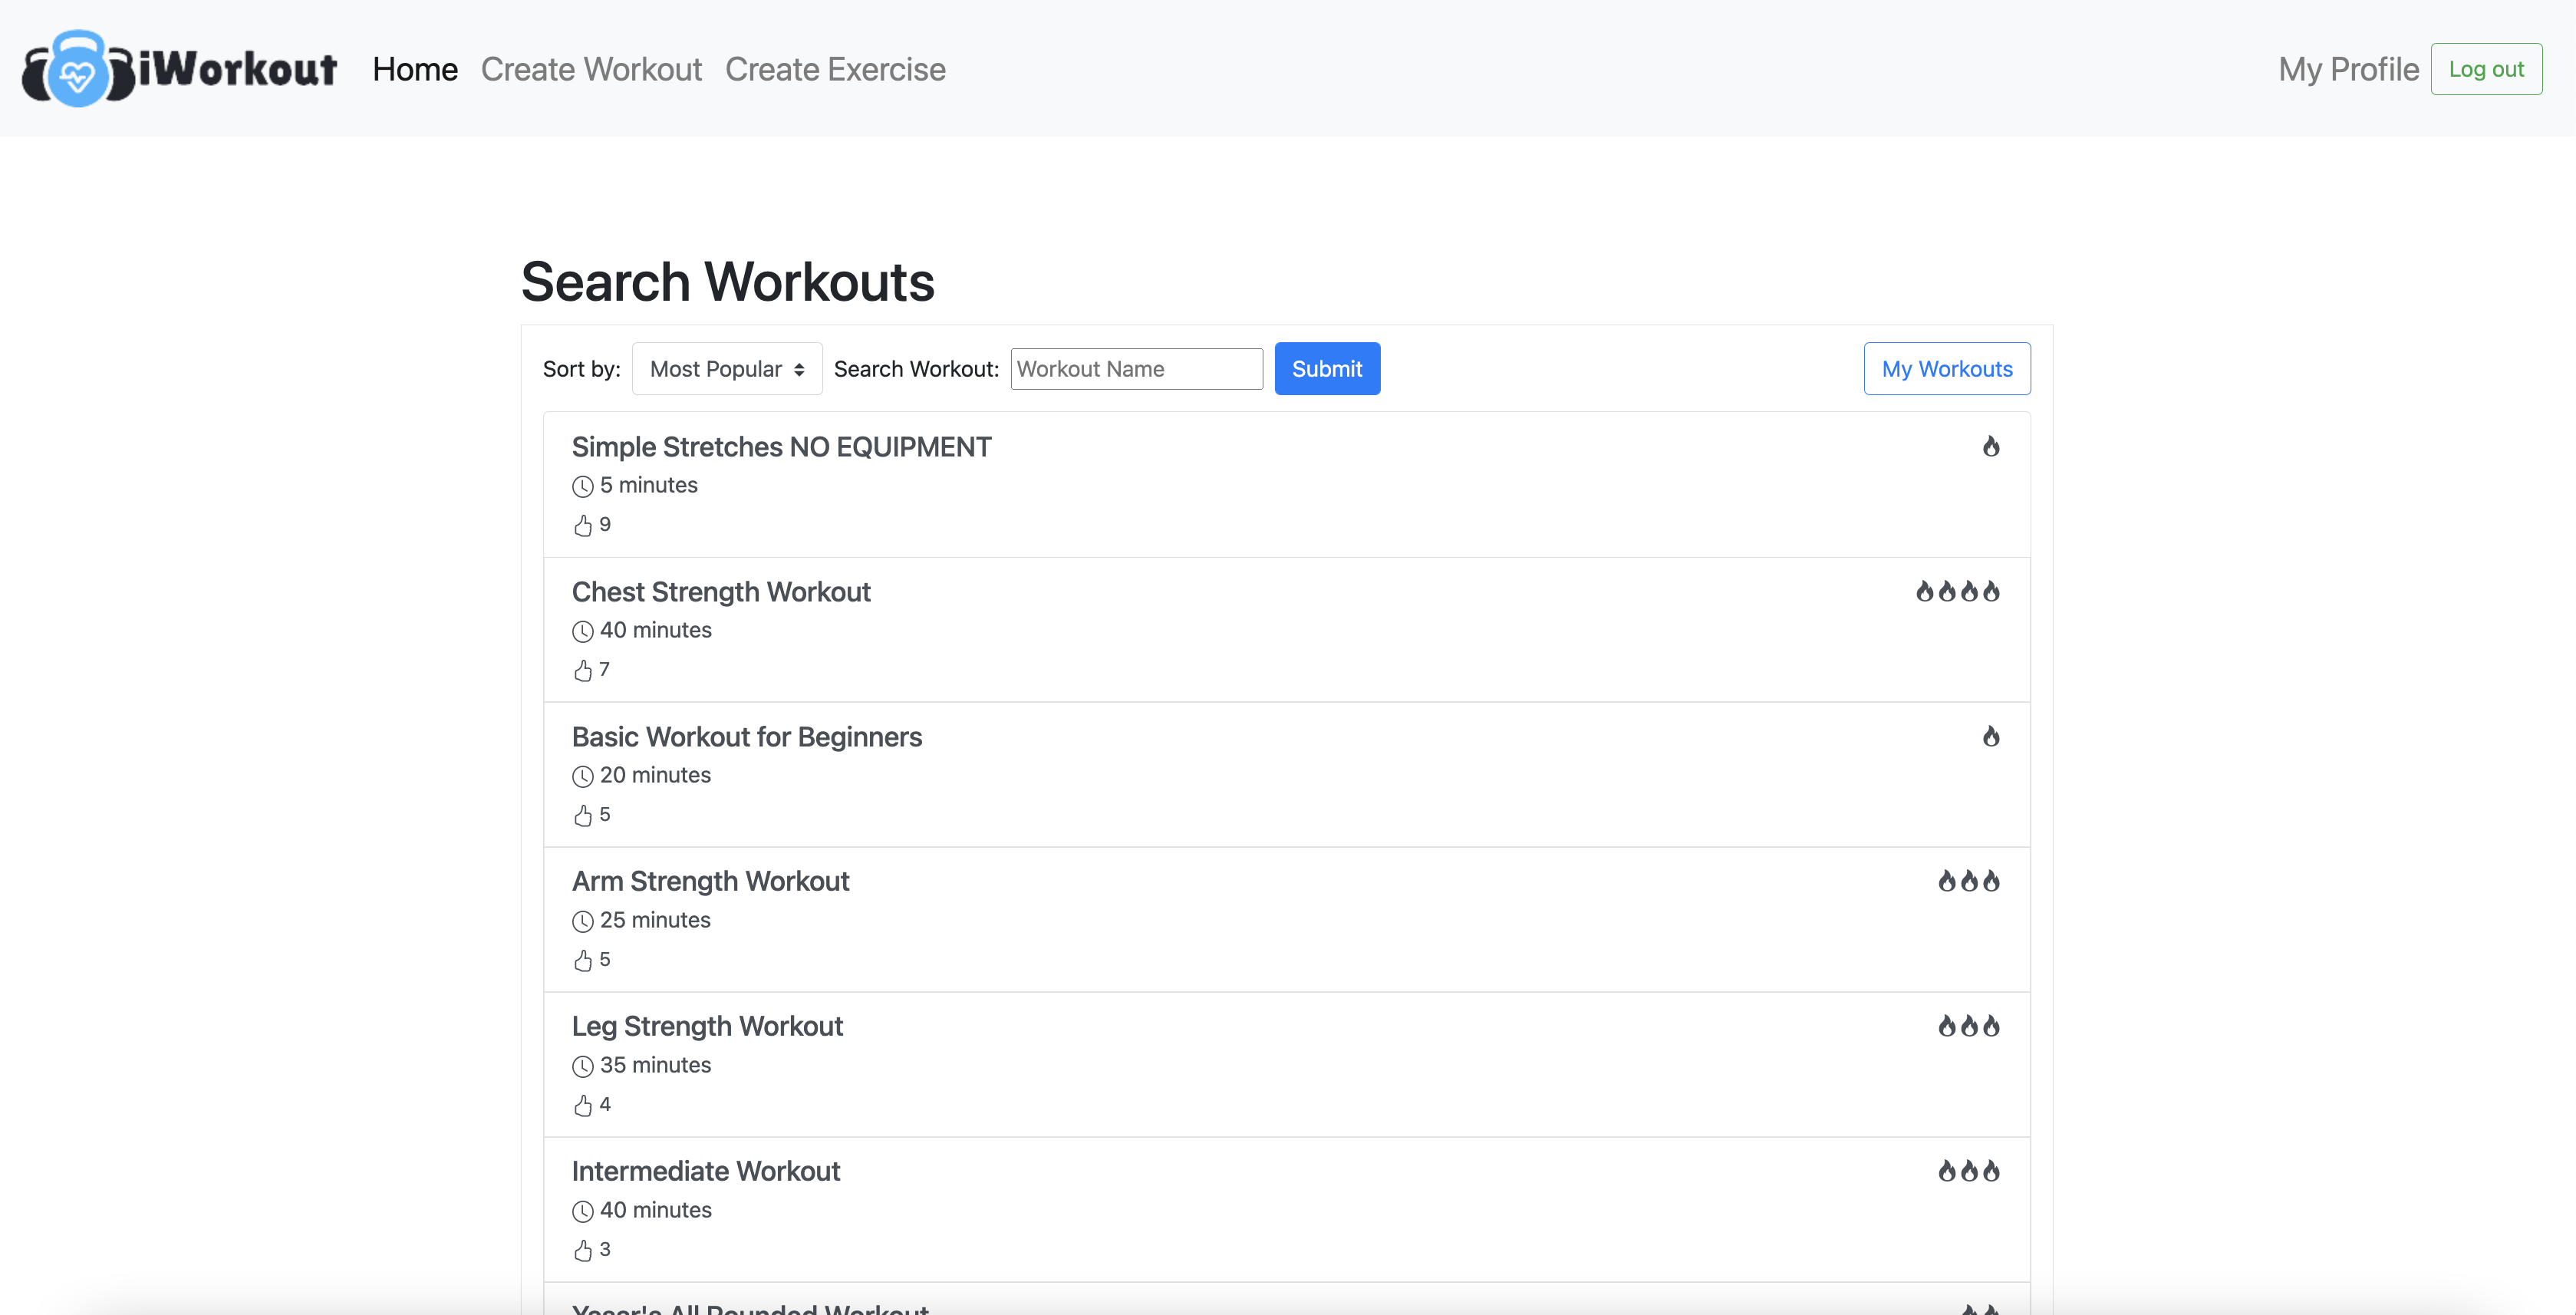 iWorkout Home Create Workout Create Exercise My Profile Log out
Search Workouts
Sort by: Most Popular Search Workout: Workout Name Submit My Workouts
Simple Stretches NO EQUIPMENT
5 minutes
9
Chest Strength Workout
40 minutes
7
Basic Workout for Beginners
20 minutes
5
Arm Strength Workout
25 minutes
5
Leg Strength Workout
35 minutes
4
Intermediate Workout
40 minutes
3
All Rounded Workout